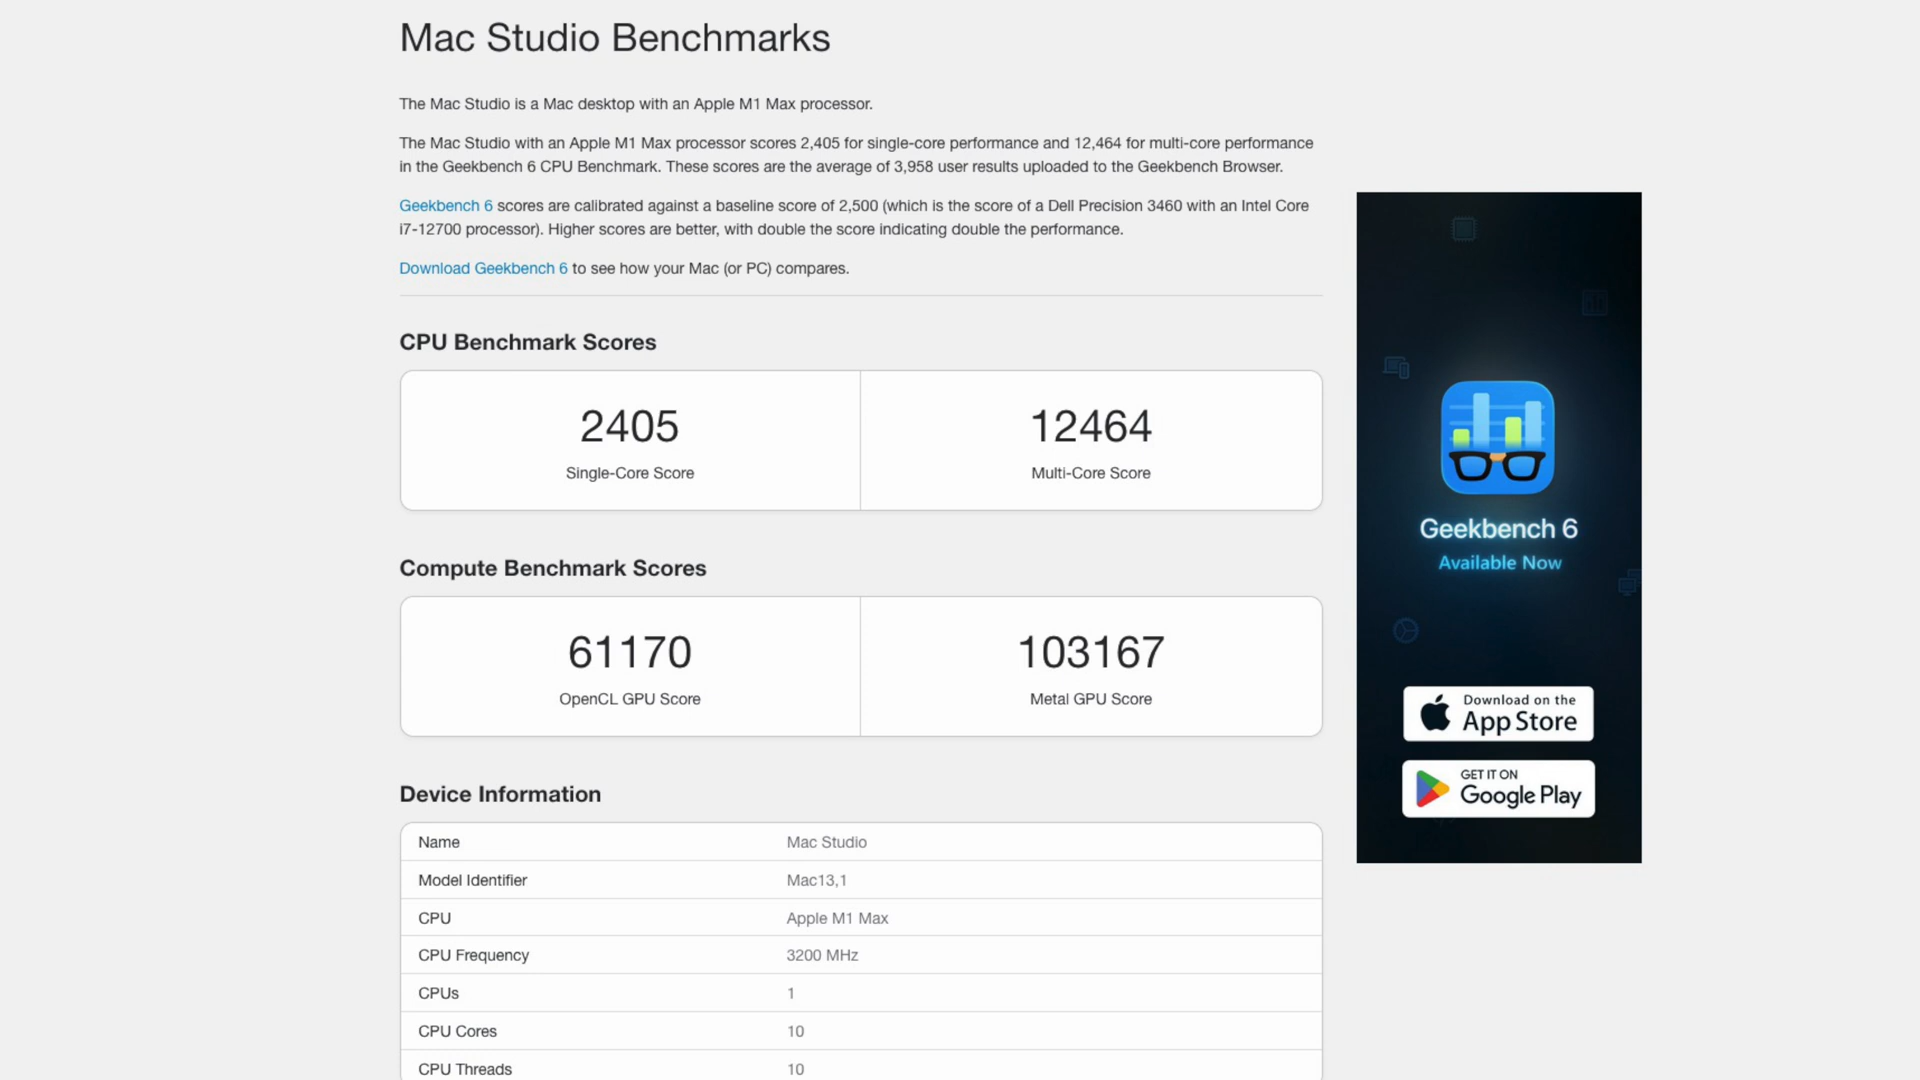 Mac Studio Benchmarks
The Mac Studio is a Mac desktop with an Apple M1 Max processor.
The Mac Studio with an Apple M1 Max processor scores 2,405 for single-core performance and 12,464 for multi-core performance
in the Geekbench 6 CPU Benchmark. These scores are the average of 3,958 user results uploaded to the Geekbench Browser.
Geekbench 6 scores are calibrated against a baseline score of 2,500 (which is the score of a Dell Precision 3460 with an Intel Core
i7-12700 processor). Higher scores are better, with double the score indicating double the performance.
Download Geekbench 6 to see how your Mac (or PC) compares.
CPU Benchmark Scores
2405
Single-Core Score
12464
Multi-Core Score
Compute Benchmark Scores
61170
OpenCL GPU Score
103167
Metal GPU Score
Device Information
Name Mac Studio
Model Identifier Mac13,1
CPU Apple M1 Max
CPU Frequency 3200 MHz
CPUs 1
CPU Cores 10
CPU Threads 10
Geekbench 6
Available Now
Download on the
App Store
GET IT ON
Google Play